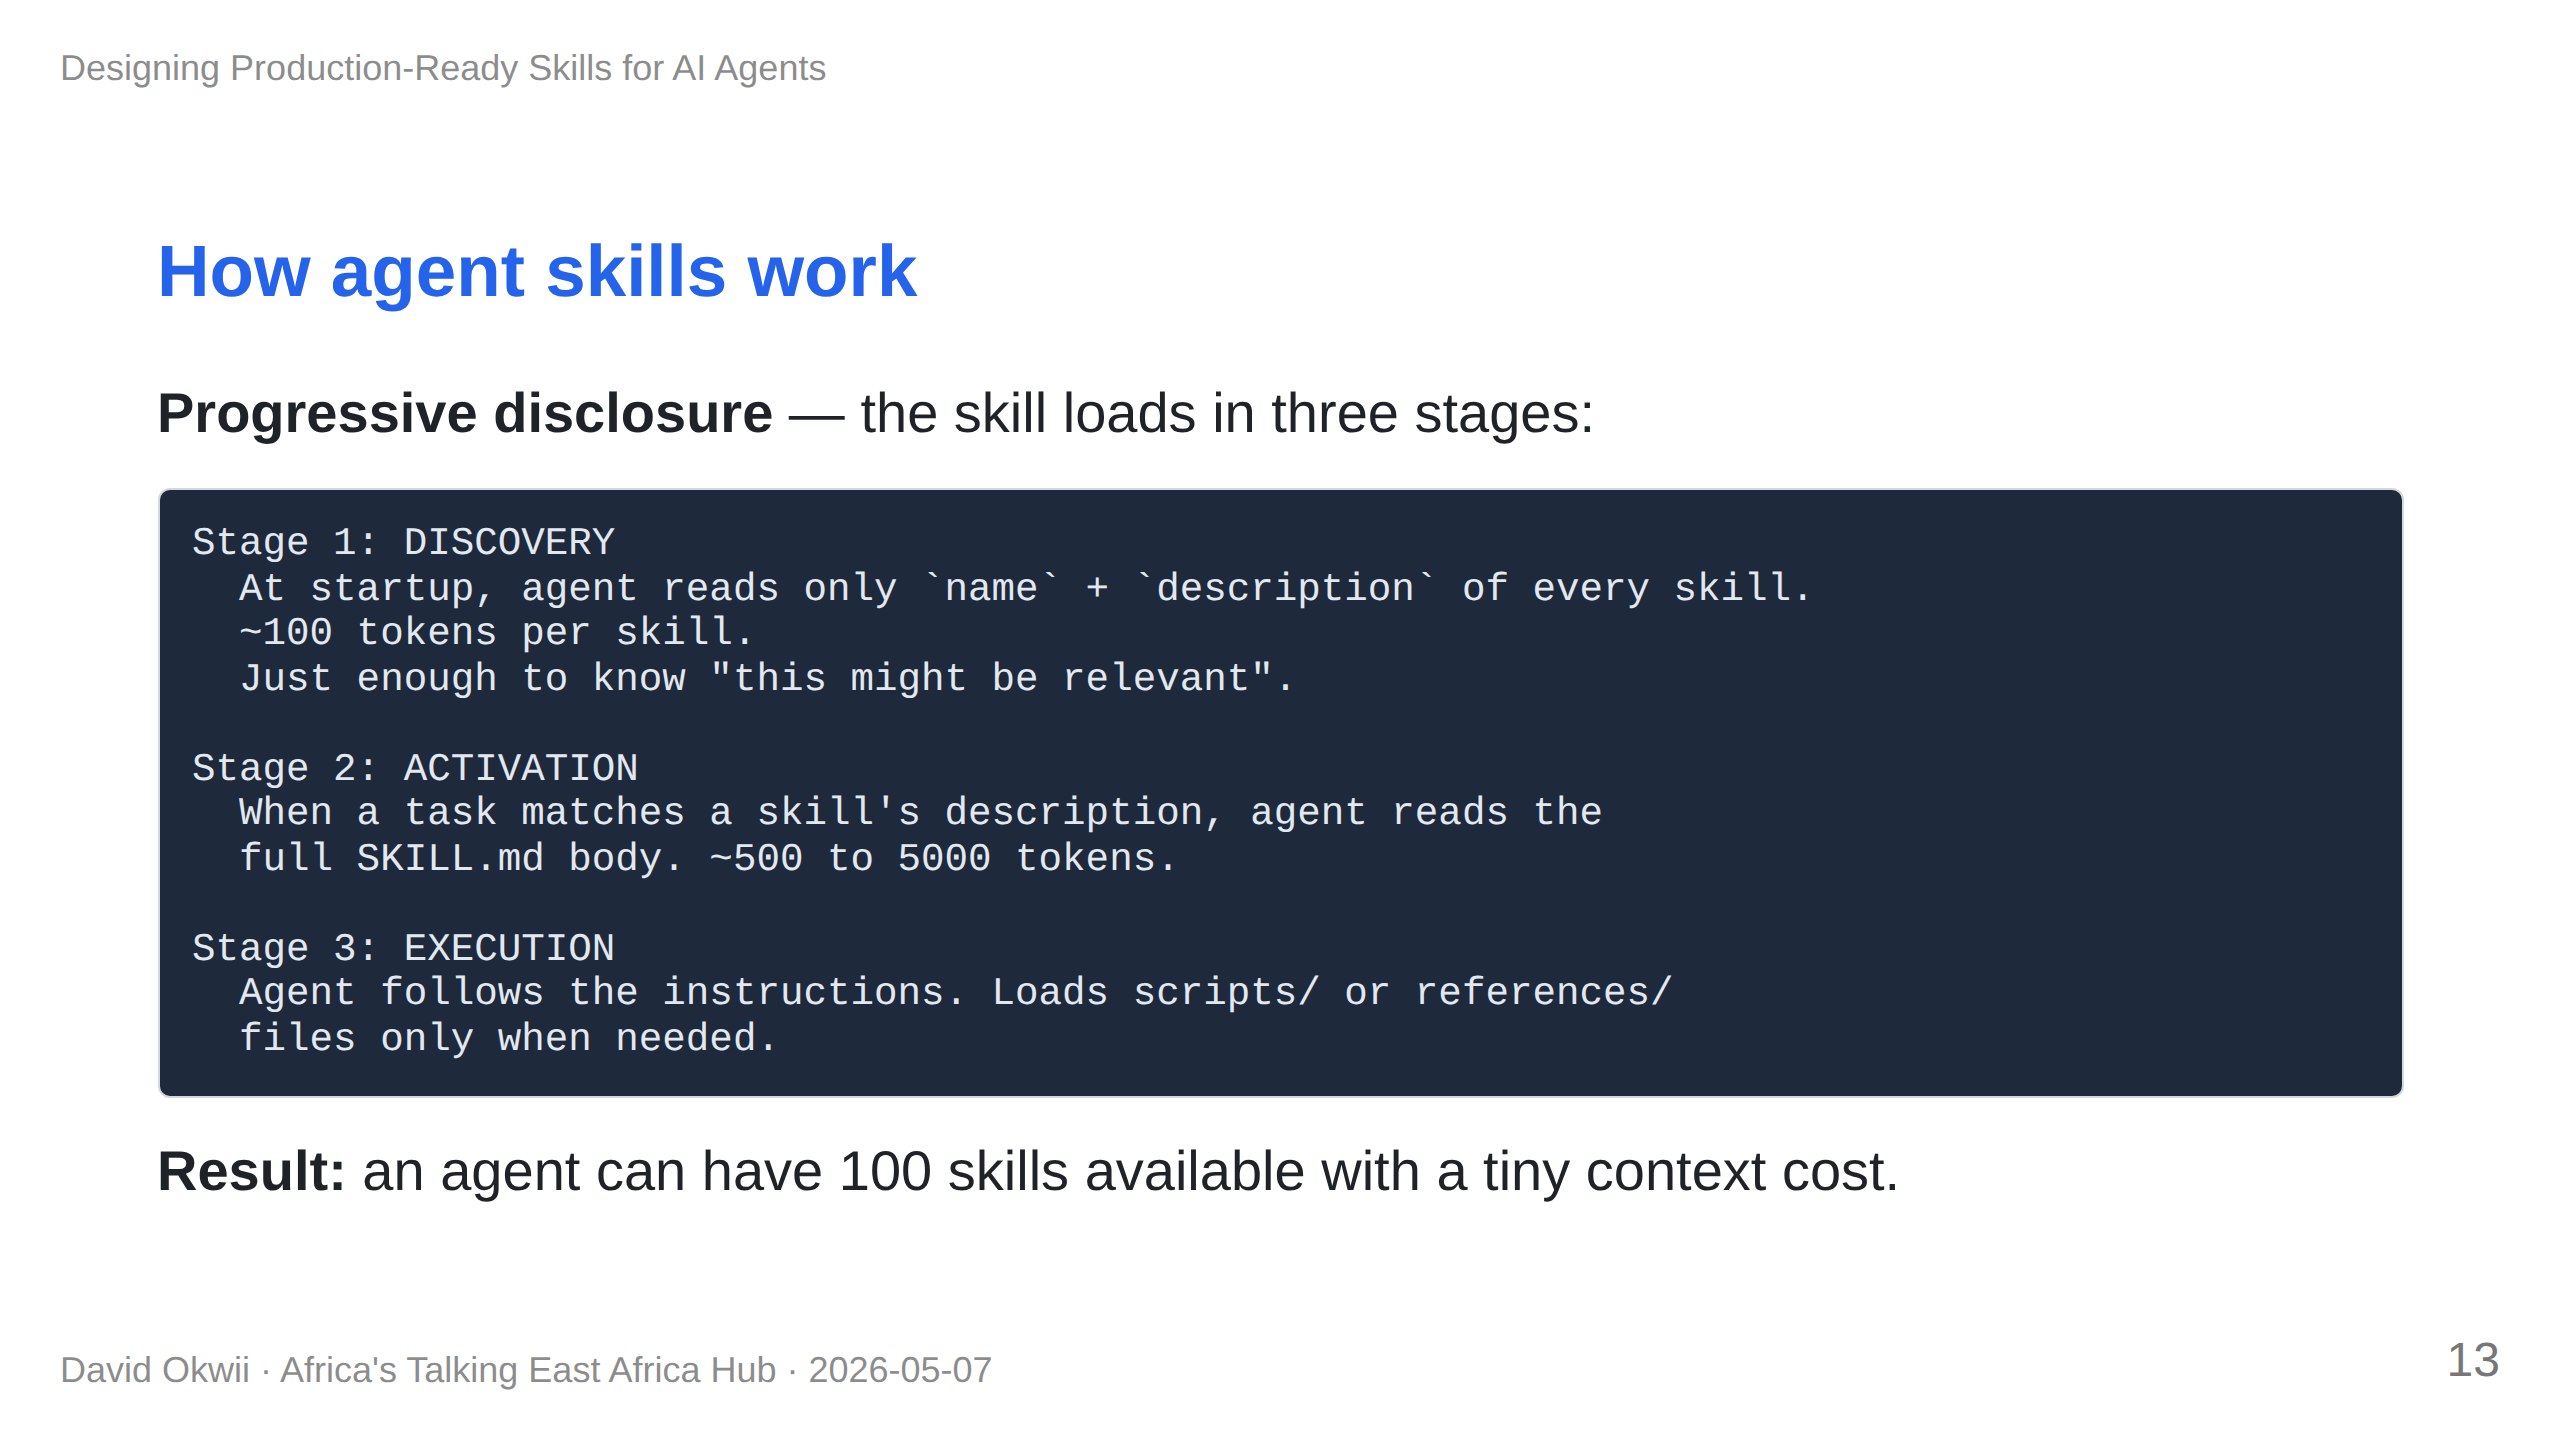 Designing Production-Ready Skills for AI Agents
How agent skills work
Progressive disclosure — the skill loads in three stages:
Stage 1: DISCOVERY
  At startup, agent reads only `name` + `description` of every skill.
  ~100 tokens per skill.
  Just enough to know "this might be relevant".

Stage 2: ACTIVATION
  When a task matches a skill's description, agent reads the
  full SKILL.md body. ~500 to 5000 tokens.

Stage 3: EXECUTION
  Agent follows the instructions. Loads scripts/ or references/
  files only when needed.
Result: an agent can have 100 skills available with a tiny context cost.
David Okwii · Africa's Talking East Africa Hub · 2026-05-07
13